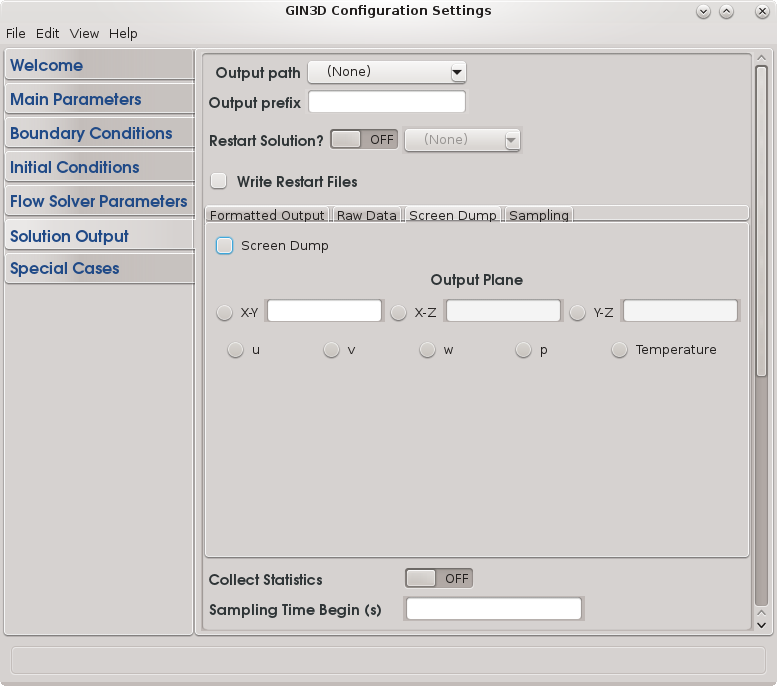 GIN3D Configuration Settings
File Edit View Help
Welcome
Main Parameters
Boundary Conditions
Initial Conditions
Flow Solver Parameters
Solution Output
Special Cases
Output path (None)
Output prefix
Restart Solution? OFF (None)
Write Restart Files
Formatted Output Raw Data Screen Dump Sampling
Screen Dump
Output Plane
X-Y X-Z Y-Z
u v w p Temperature
Collect Statistics OFF
Sampling Time Begin (s)